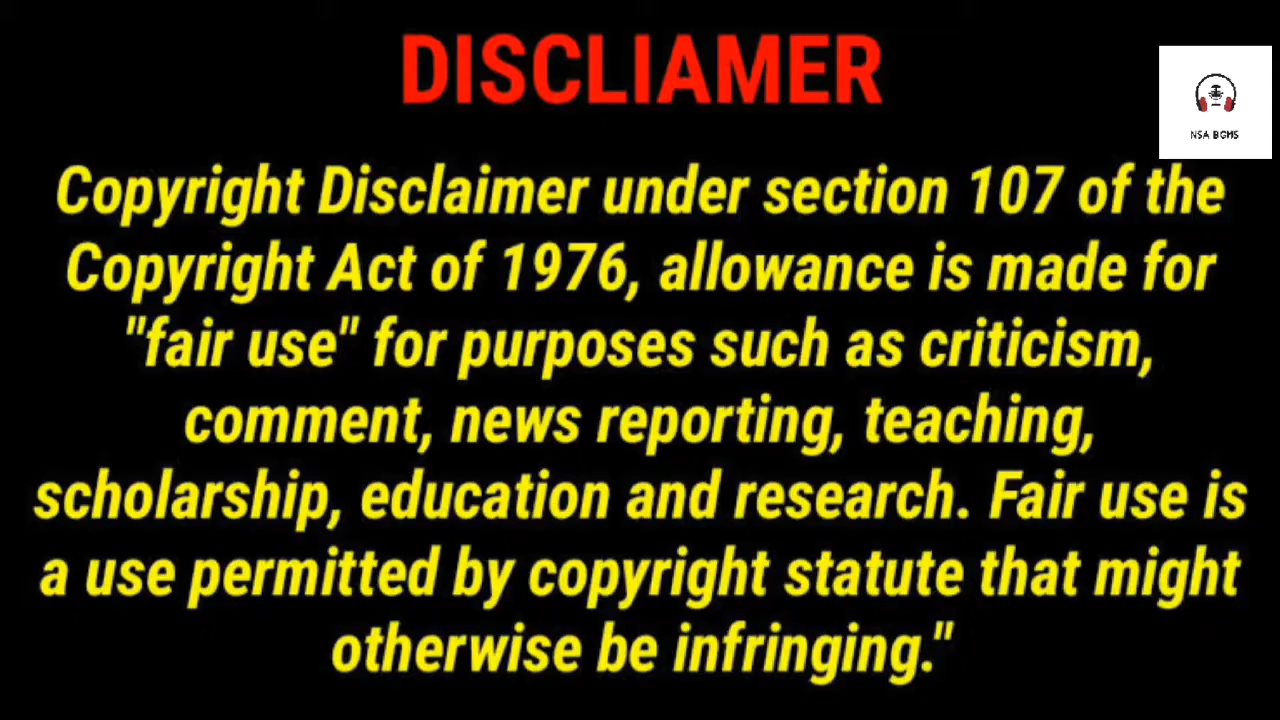 DISCLIAMER
NSA BGMS
Copyright Disclaimer under section 107 of the
Copyright Act of 1976, allowance is made for
"fair use" for purposes such as criticism,
comment, news reporting, teaching,
scholarship, education and research. Fair use is
a use permitted by copyright statute that might
otherwise be infringing."